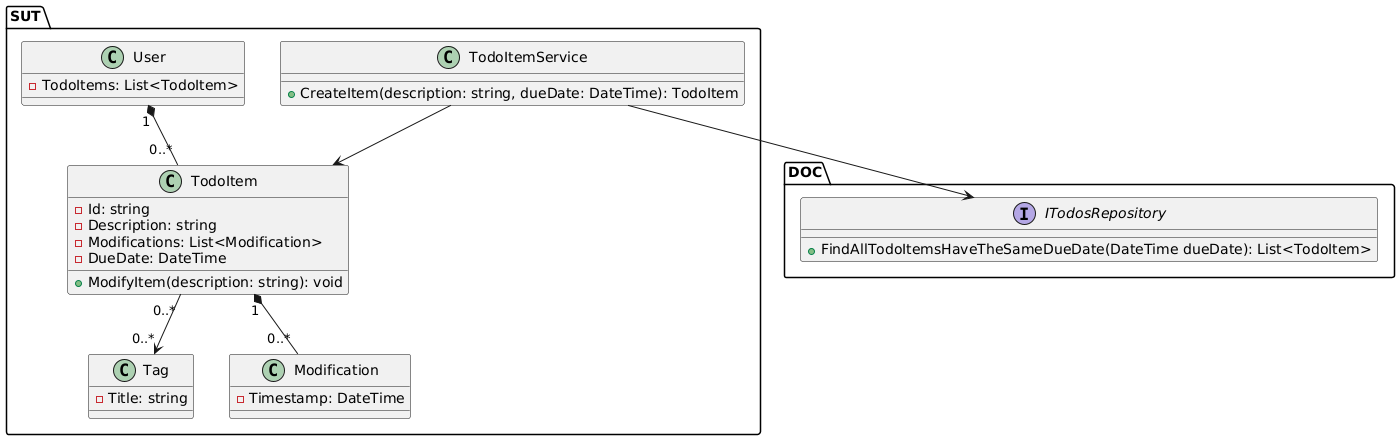 SUT
C User
TodoItems: List<TodoItem>
C TodoItemService
CreateItem(description: string, dueDate: DateTime): TodoItem
1
0..*
DOC
I ITodosRepository
FindAllTodoItemsHaveTheSameDueDate(DateTime dueDate): List<TodoItem>
C TodoItem
Id: string
Description: string
Modifications: List<Modification>
DueDate: DateTime
ModifyItem(description: string): void
0..*
1
0..*
0..*
C Tag
Title: string
C Modification
Timestamp: DateTime